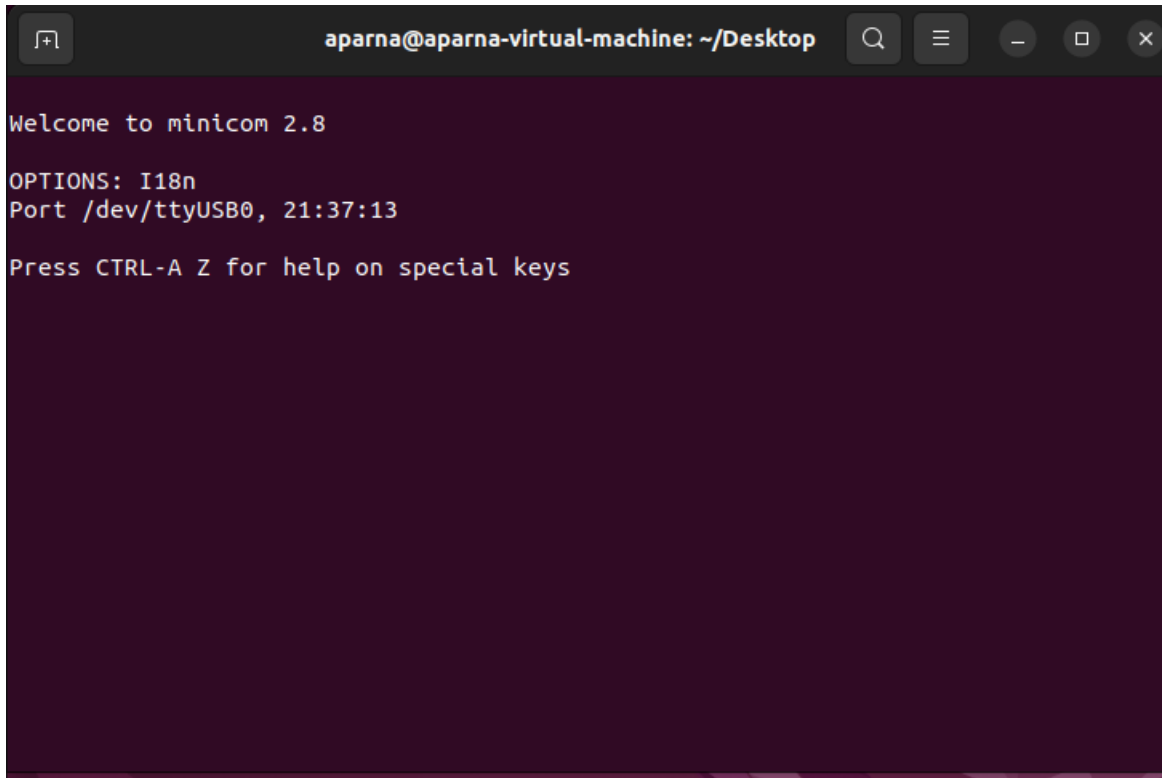 aparna@aparna-virtual-machine: ~/Desktop
Welcome to minicom 2.8
OPTIONS: I18n
Port /dev/ttyUSB0, 21:37:13
Press CTRL-A Z for help on special keys